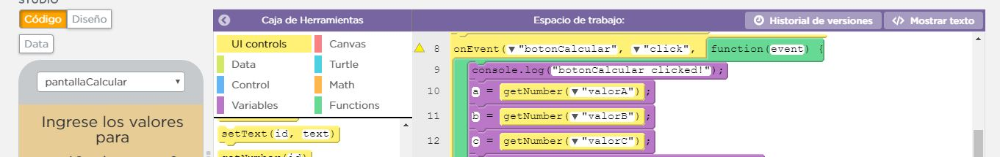 STUDIO
Código Diseño
Data
pantallaCalcular
Ingrese los valores
para
Caja de Herramientas
UI controls Canvas
Data Turtle
Control Math
Variables Functions
setText(id, text)
getNumber(id)
Espacio de trabajo: Historial de versiones </> Mostrar texto
8 onEvent(▼"botonCalcular", ▼"click", function(event) {
9 console.log("botonCalcular clicked!");
10 a = getNumber(▼"valorA");
11 b = getNumber(▼"valorB");
12 c = getNumber(▼"valorC");